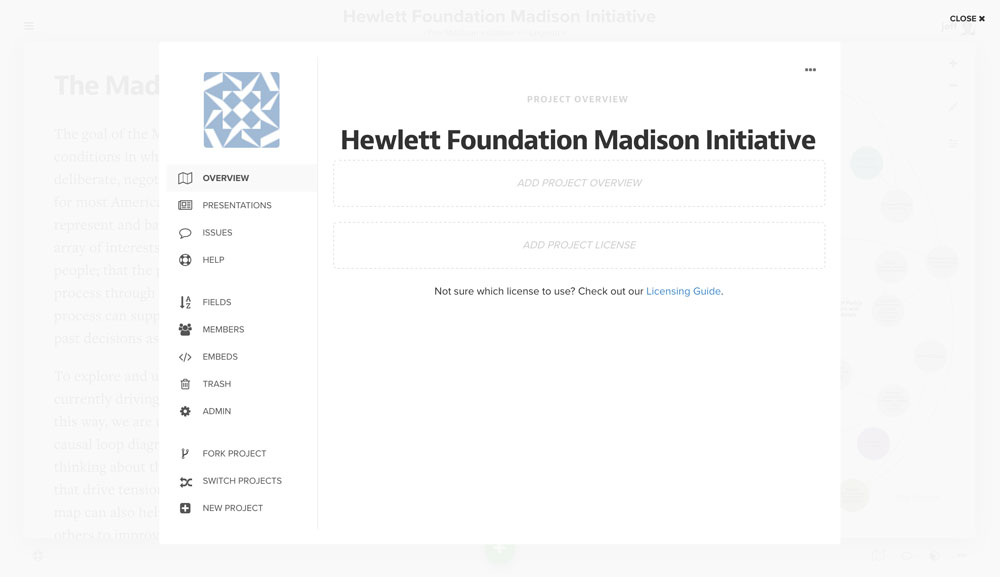 Hewlett Foundation Madison Initiative
CLOSE ✖
PROJECT OVERVIEW
Hewlett Foundation Madison Initiative
ADD PROJECT OVERVIEW
ADD PROJECT LICENSE
Not sure which license to use? Check out our Licensing Guide.
OVERVIEW
PRESENTATIONS
ISSUES
HELP
FIELDS
MEMBERS
EMBEDS
TRASH
ADMIN
FORK PROJECT
SWITCH PROJECTS
NEW PROJECT
The Mad
The goal of the M
conditions in wh
deliberate, negot
for most America
represent and ba
array of interests
people; that the
process through
process can supp
past decisions as
To explore and u
currently driving
this way, we are
causal loop diagr
thinking about th
that drive tension
map can also hel
others to improv